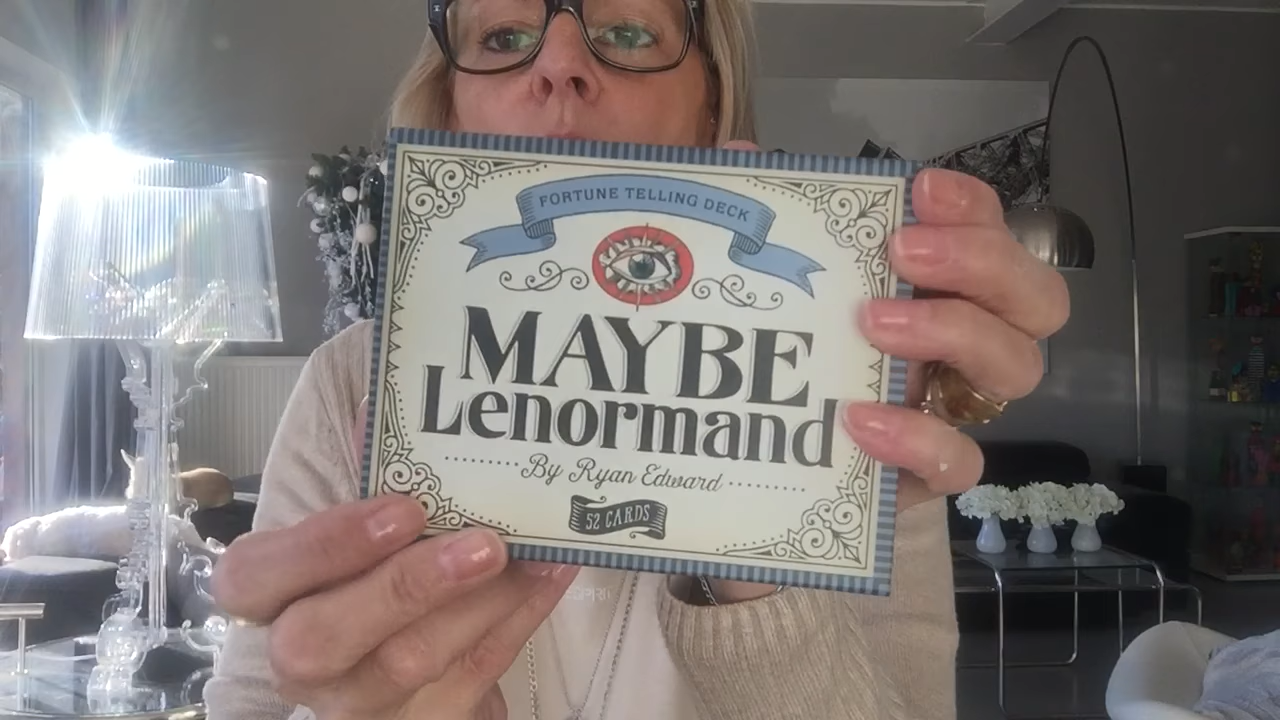 FORTUNE TELLING DECK
MAYBE
Lenormand
By Ryan Edward
52 CARDS